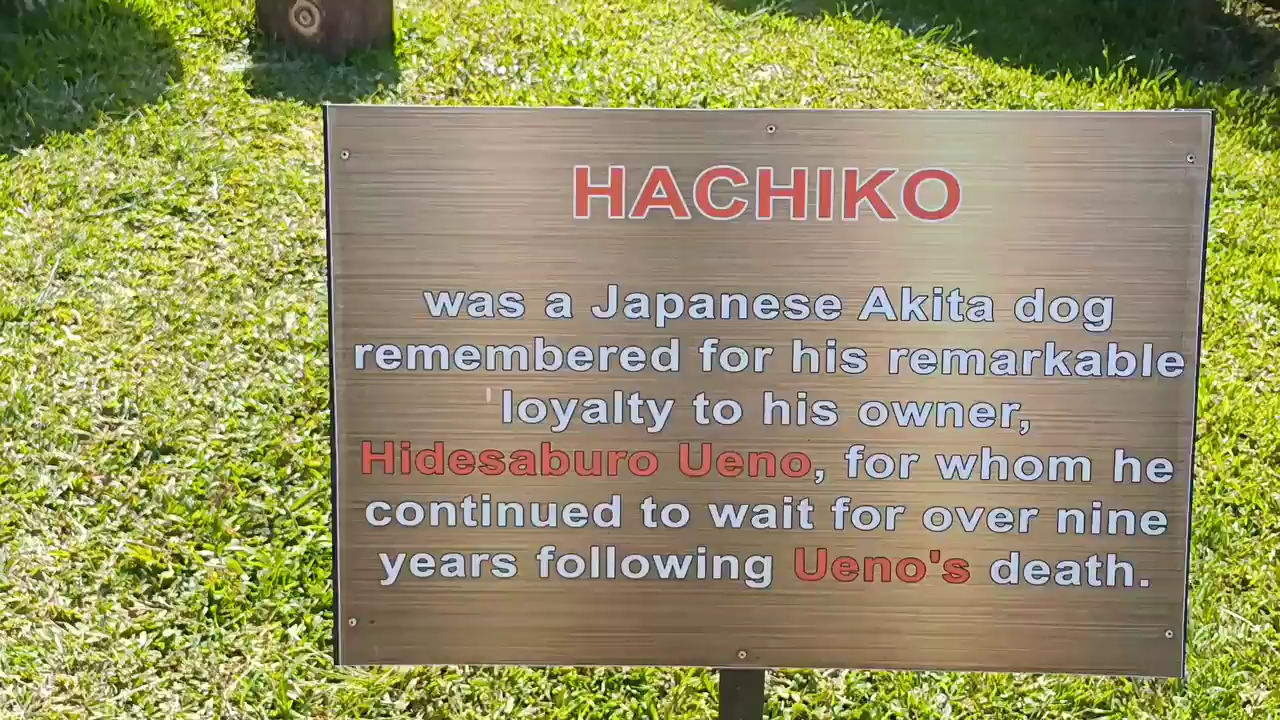 HACHIKO
was a Japanese Akita dog
remembered for his remarkable
loyalty to his owner,
Hidesaburo Ueno, for whom he
continued to wait for over nine
years following Ueno's death.